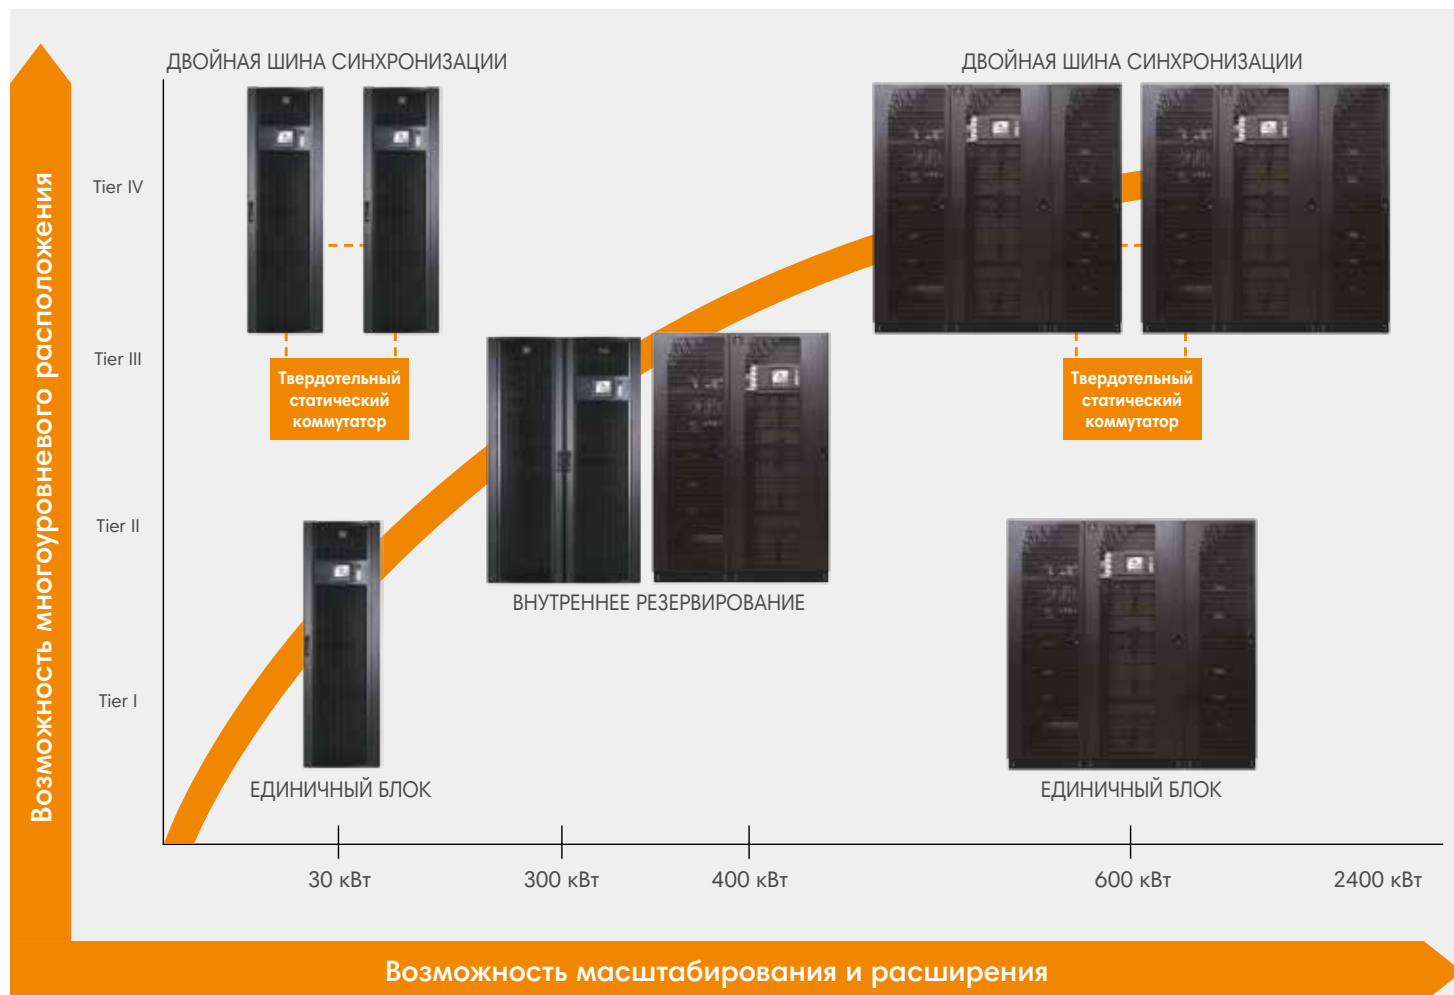 ДВОЙНАЯ ШИНА СИНХРОНИЗАЦИИ
ДВОЙНАЯ ШИНА СИНХРОНИЗАЦИИ
Возможность многоуровневого расположения
Tier IV
Tier III
Твердотельный
статический
коммутатор
Твердотельный
статический
коммутатор
Tier II
ВНУТРЕННЕЕ РЕЗЕРВИРОВАНИЕ
Tier I
ЕДИНИЧНЫЙ БЛОК
ЕДИНИЧНЫЙ БЛОК
30 кВт
300 кВт
400 кВт
600 кВт
2400 кВт
Возможность масштабирования и расширения